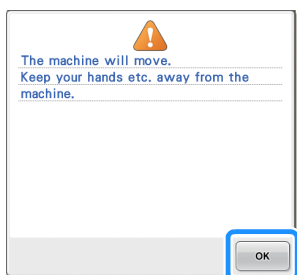 The machine will move.
Keep your hands etc. away from the
machine.
OK